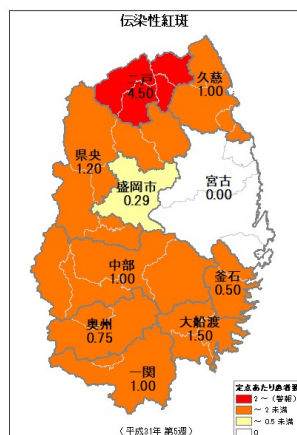 伝染性紅斑
二戸
4.50
久慈
1.00
県央
1.20
盛岡市
0.29
宮古
0.00
中部
1.00
釜石
0.50
奥州
0.75
大船渡
1.50
一関
1.00
定点あたり患者数
2～(警報)
～ 2 未満
～ 0.5 未満
0
(平成31年 第5週)